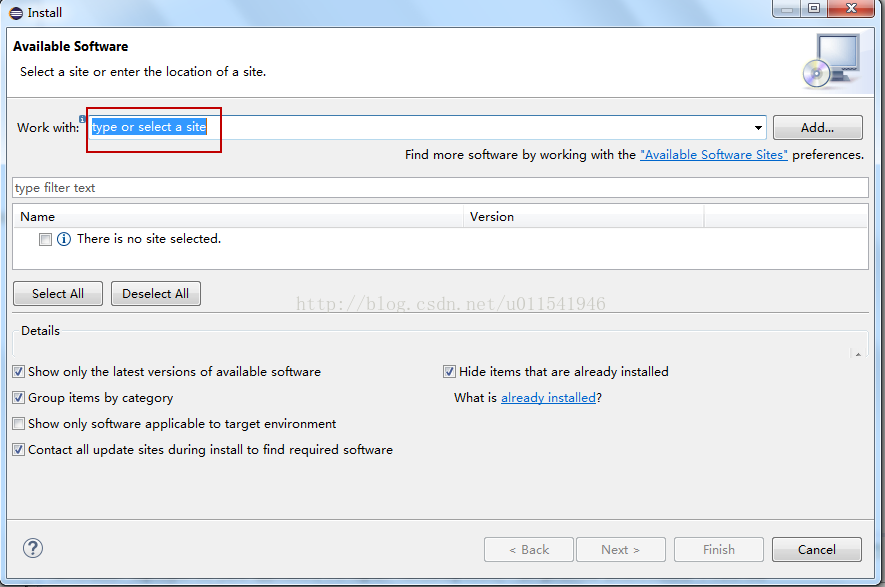 Install
Available Software
Select a site or enter the location of a site.
Work with: type or select a site Add...
Find more software by working with the "Available Software Sites" preferences.
type filter text
Name Version
There is no site selected.
Select All Deselect All
http://blog.csdn.net/u011541946
Details
Show only the latest versions of available software Hide items that are already installed
Group items by category What is already installed?
Show only software applicable to target environment
Contact all update sites during install to find required software
? < Back Next > Finish Cancel